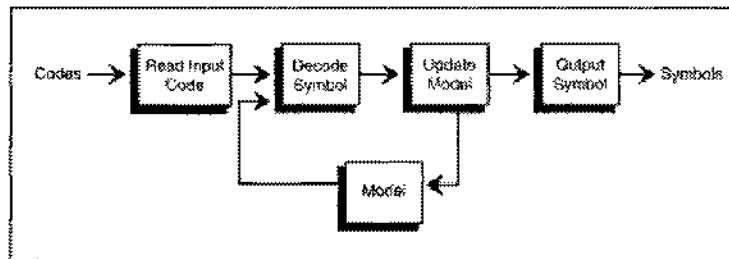 Codes
Read Input
Code
Decode
Symbol
Update
Model
Output
Symbol
Symbols
Model